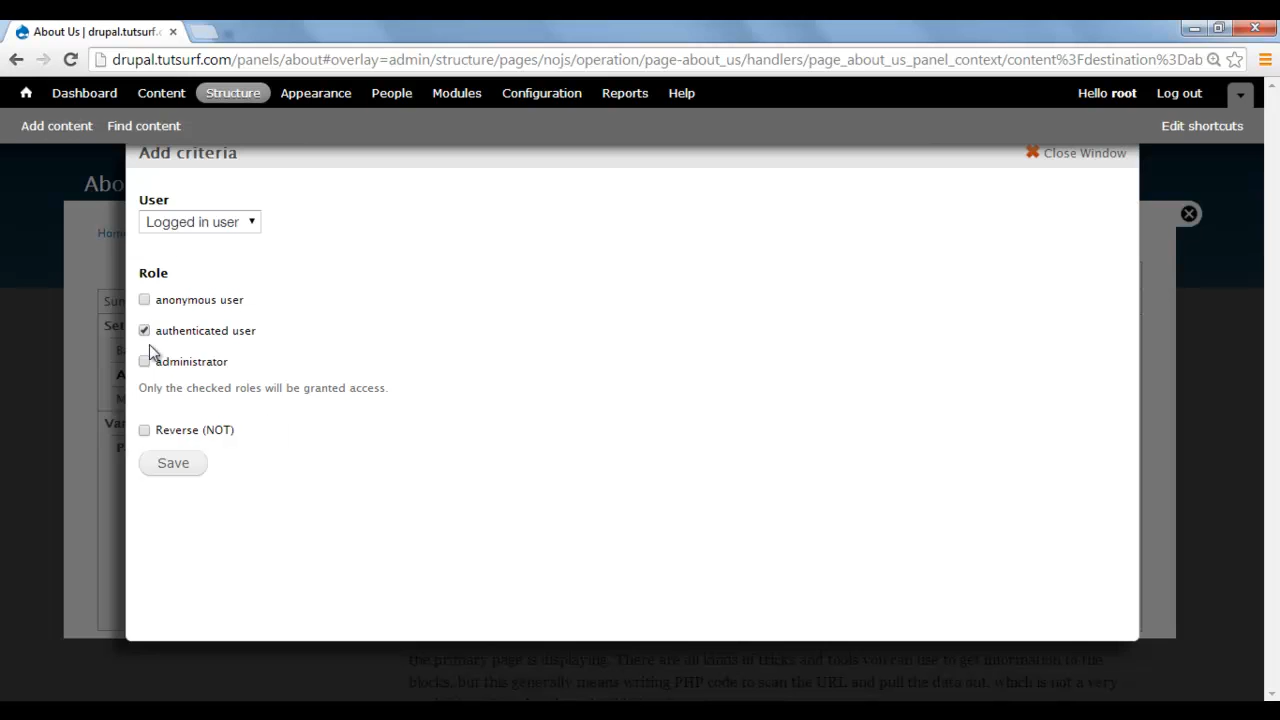 About Us | drupal.tutsurf.c
drupal.tutsurf.com/panels/about#overlay=admin/structure/pages/nojs/operation/page-about_us/handlers/page_about_us_panel_context/content%3Fdestination%3Dab
Dashboard Content Structure Appearance People Modules Configuration Reports Help Hello root Log out
Add content Find content Edit shortcuts
Add criteria Close Window
Abo
User
Logged in user
Home
Role
anonymous user
Sum
Ser
authenticated user
administrator
Only the checked roles will be granted access.
Var
Reverse (NOT)
Save
the primary page is displaying. There are all kinds of tricks and tools you can use to get information to the
blocks, but this generally means writing PHP code to scan the URL and pull the data out, which is not a very